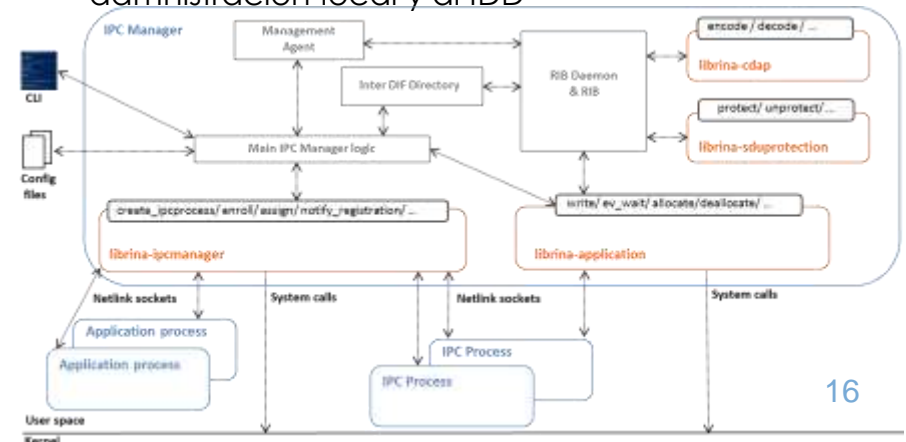 administración local y al IDD
IPC Manager
Management
Agent
encode / decode / ...
librina-cdap
RIB Daemon
& RIB
Inter DIF Directory
CLI
protect/ unprotect/...
librina-sduprotection
Main IPC Manager logic
Config
files
create_ipcprocess/ enroll/ assign/ notify_registration/ ...
write/ ev_wait/ allocate/deallocate/ ...
librina-ipcmanager
librina-application
Netlink sockets
System calls
Netlink sockets
System calls
Application process
Application process
IPC Process
IPC Process
16
User space
Kernel